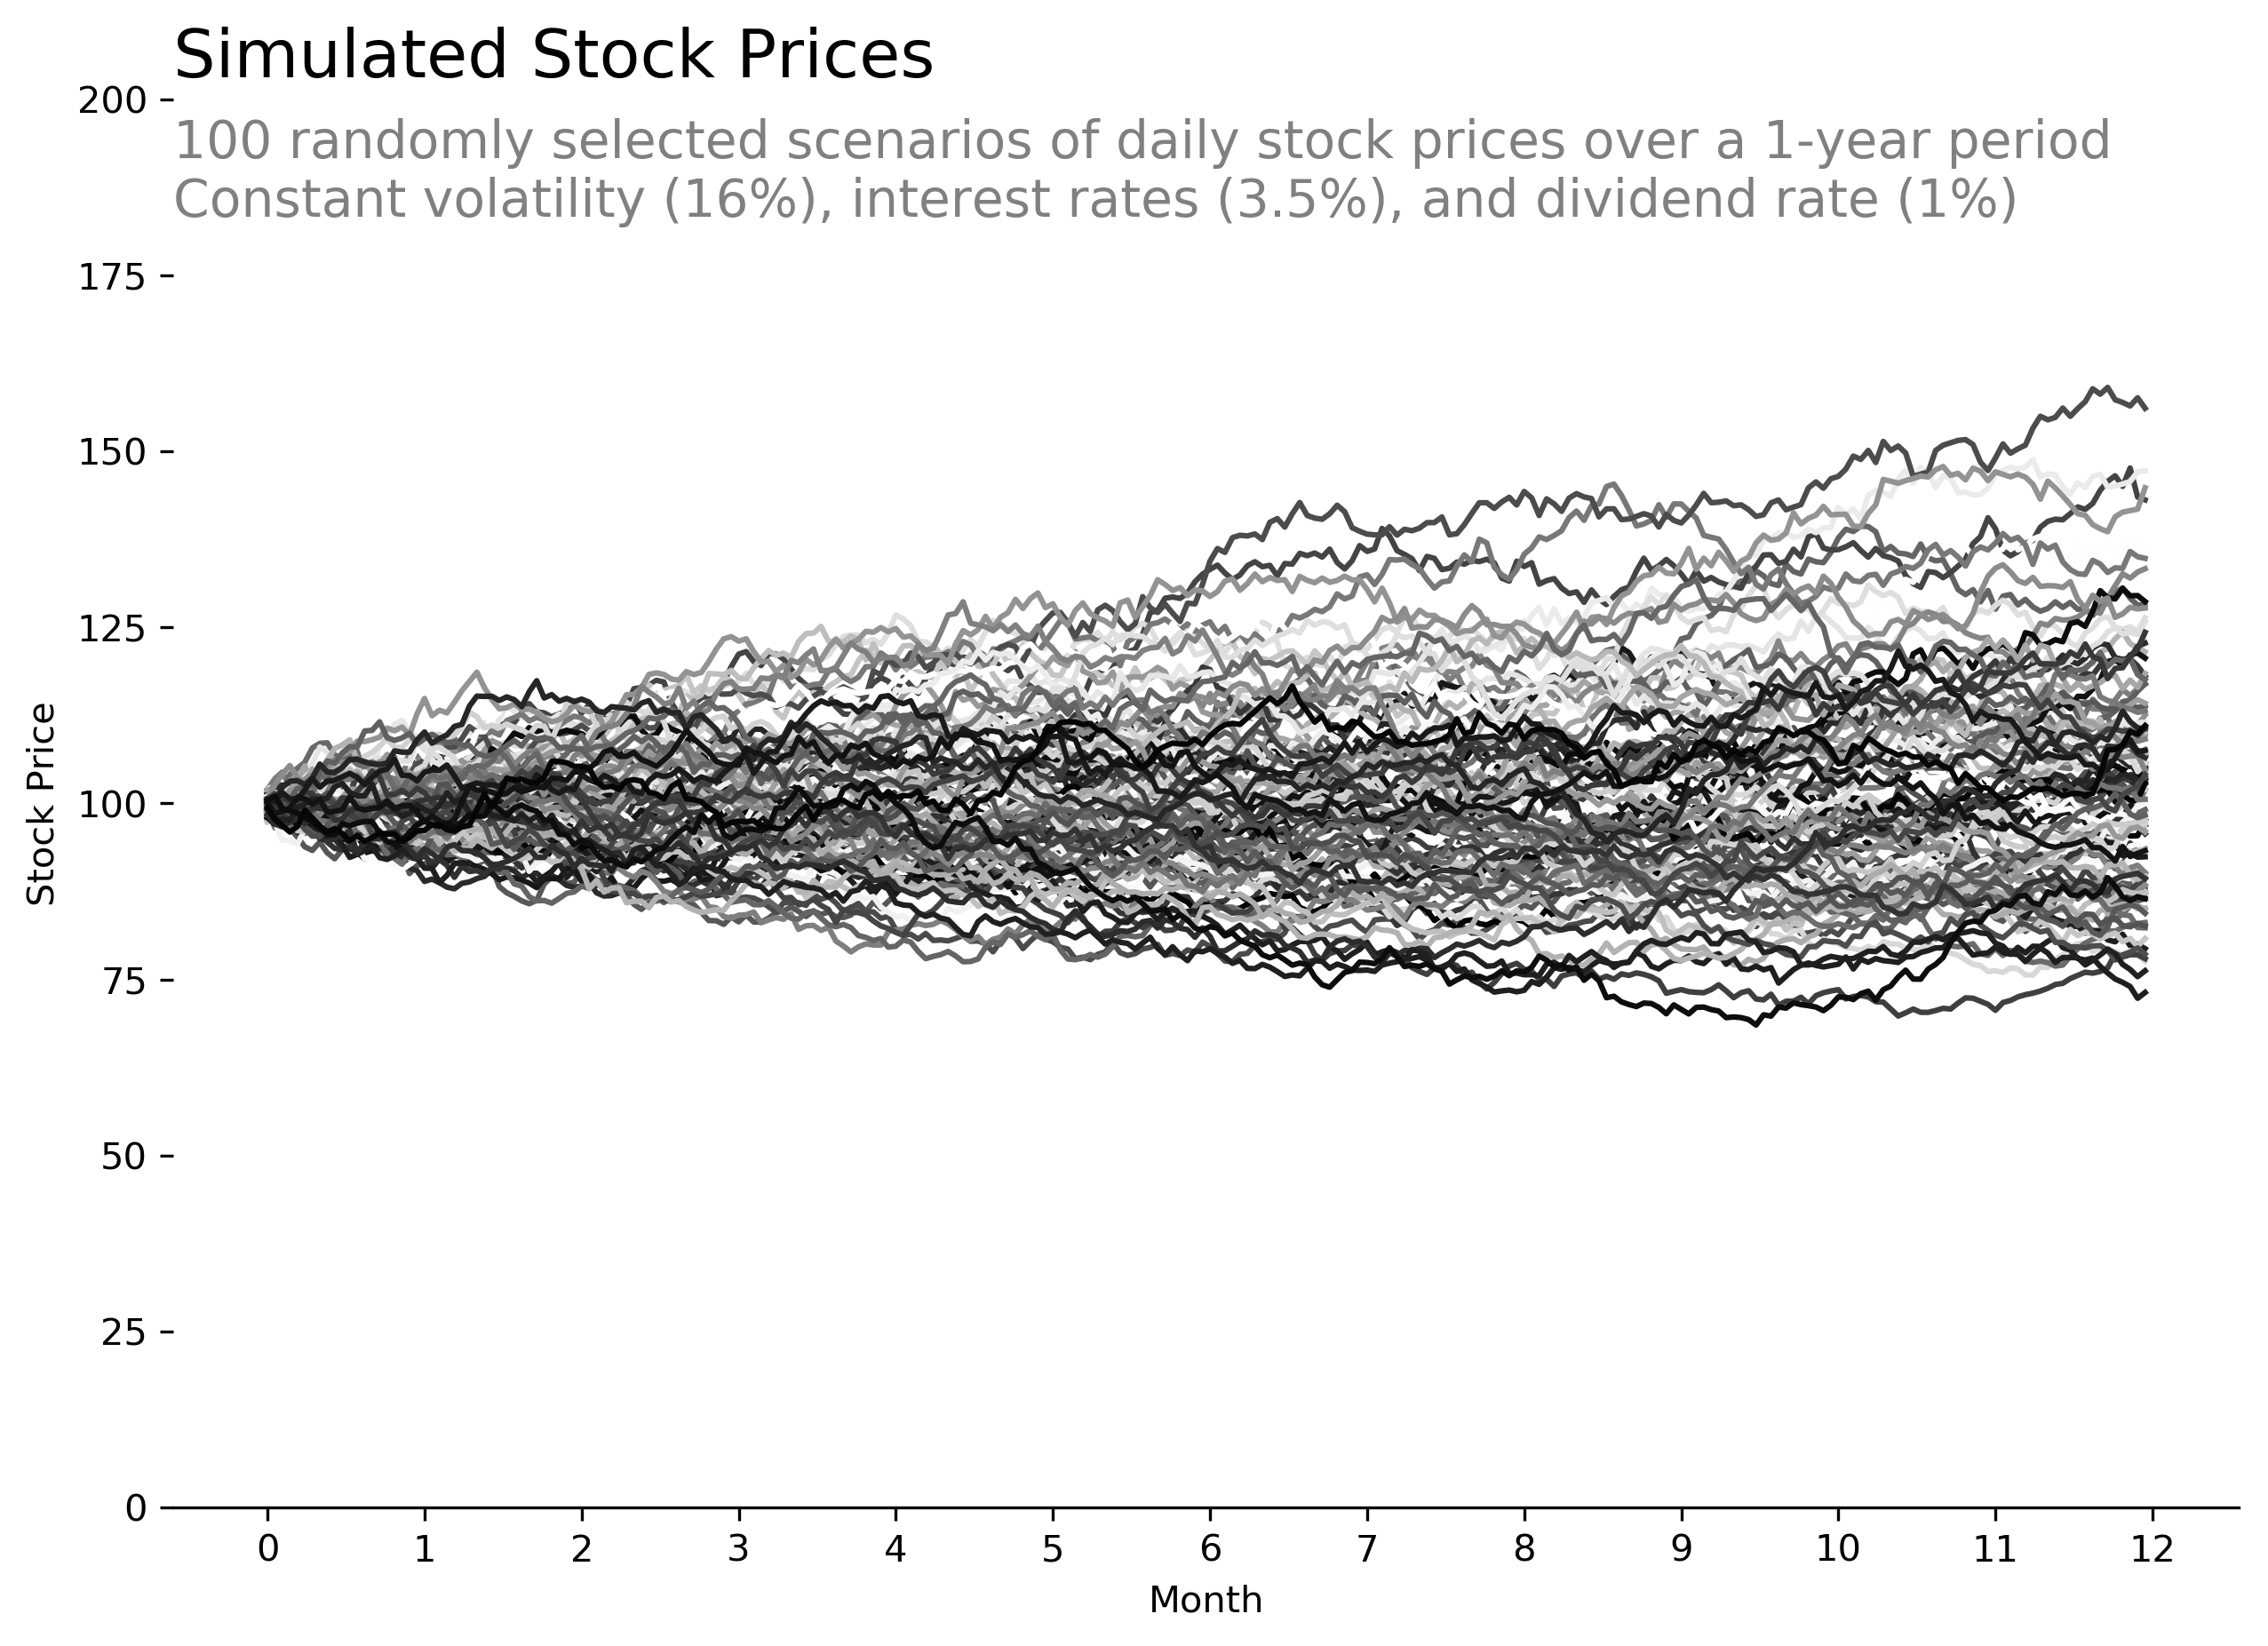 Simulated Stock Prices
100 randomly selected scenarios of daily stock prices over a 1-year period
Constant volatility (16%), interest rates (3.5%), and dividend rate (1%)
200
175
150
125
100
75
50
25
0
Stock Price
0 1 2 3 4 5 6 7 8 9 10 11 12
Month